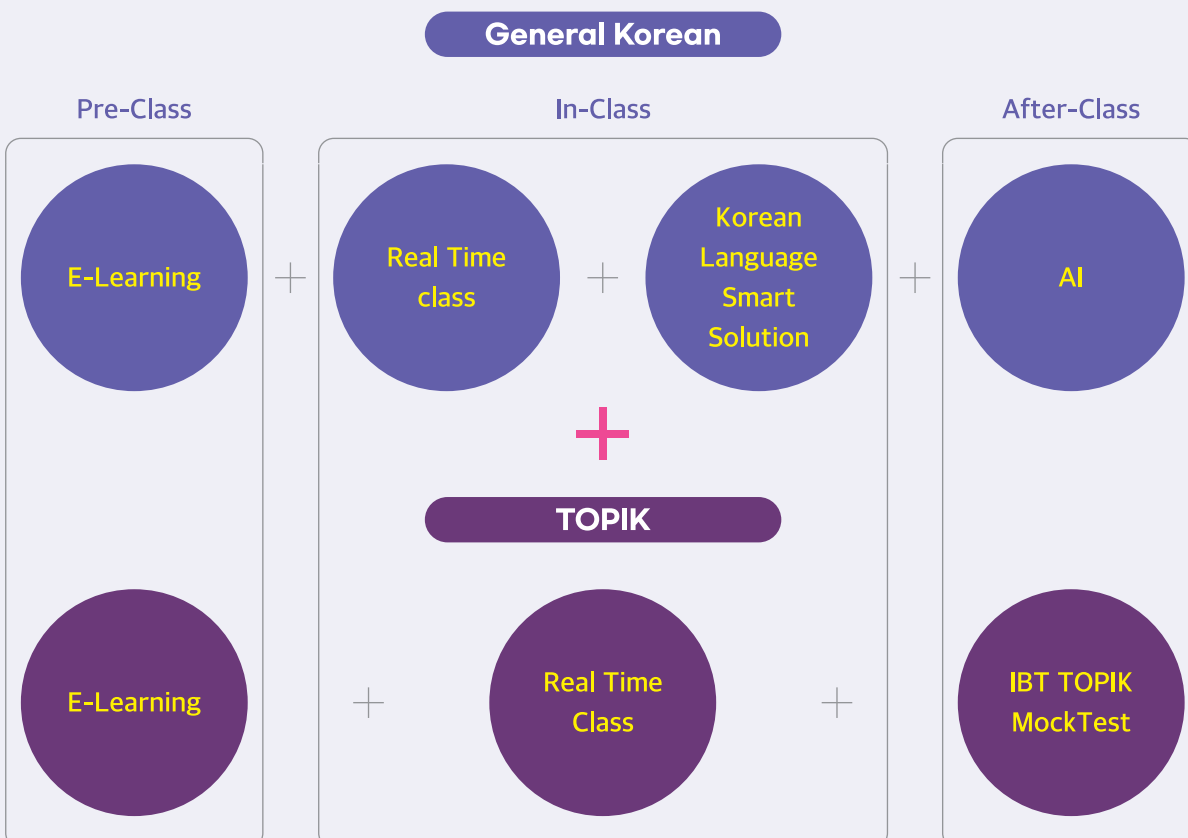 General Korean
Pre-Class
In-Class
After-Class
E-Learning
Real Time
class
Korean
Language
Smart
Solution
AI
TOPIK
E-Learning
Real Time
Class
IBT TOPIK
MockTest